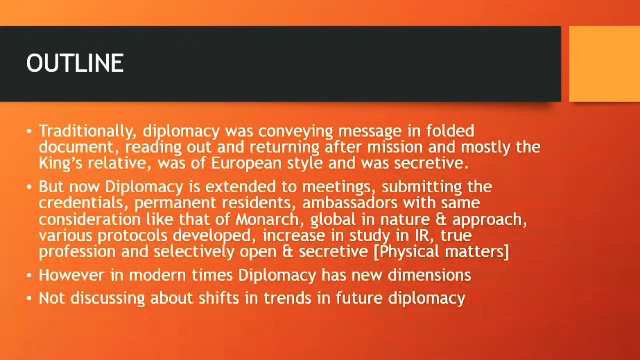 OUTLINE
• Traditionally, diplomacy was conveying message in folded
document, reading out and returning after mission and mostly the
King's relative, was of European style and was secretive.
• But now Diplomacy is extended to meetings, submitting the
credentials, permanent residents, ambassadors with same
consideration like that of Monarch, global in nature & approach,
various protocols developed, increase in study in IR, true
profession and selectively open & secretive [Physical matters]
• However in modern times Diplomacy has new dimensions
• Not discussing about shifts in trends in future diplomacy